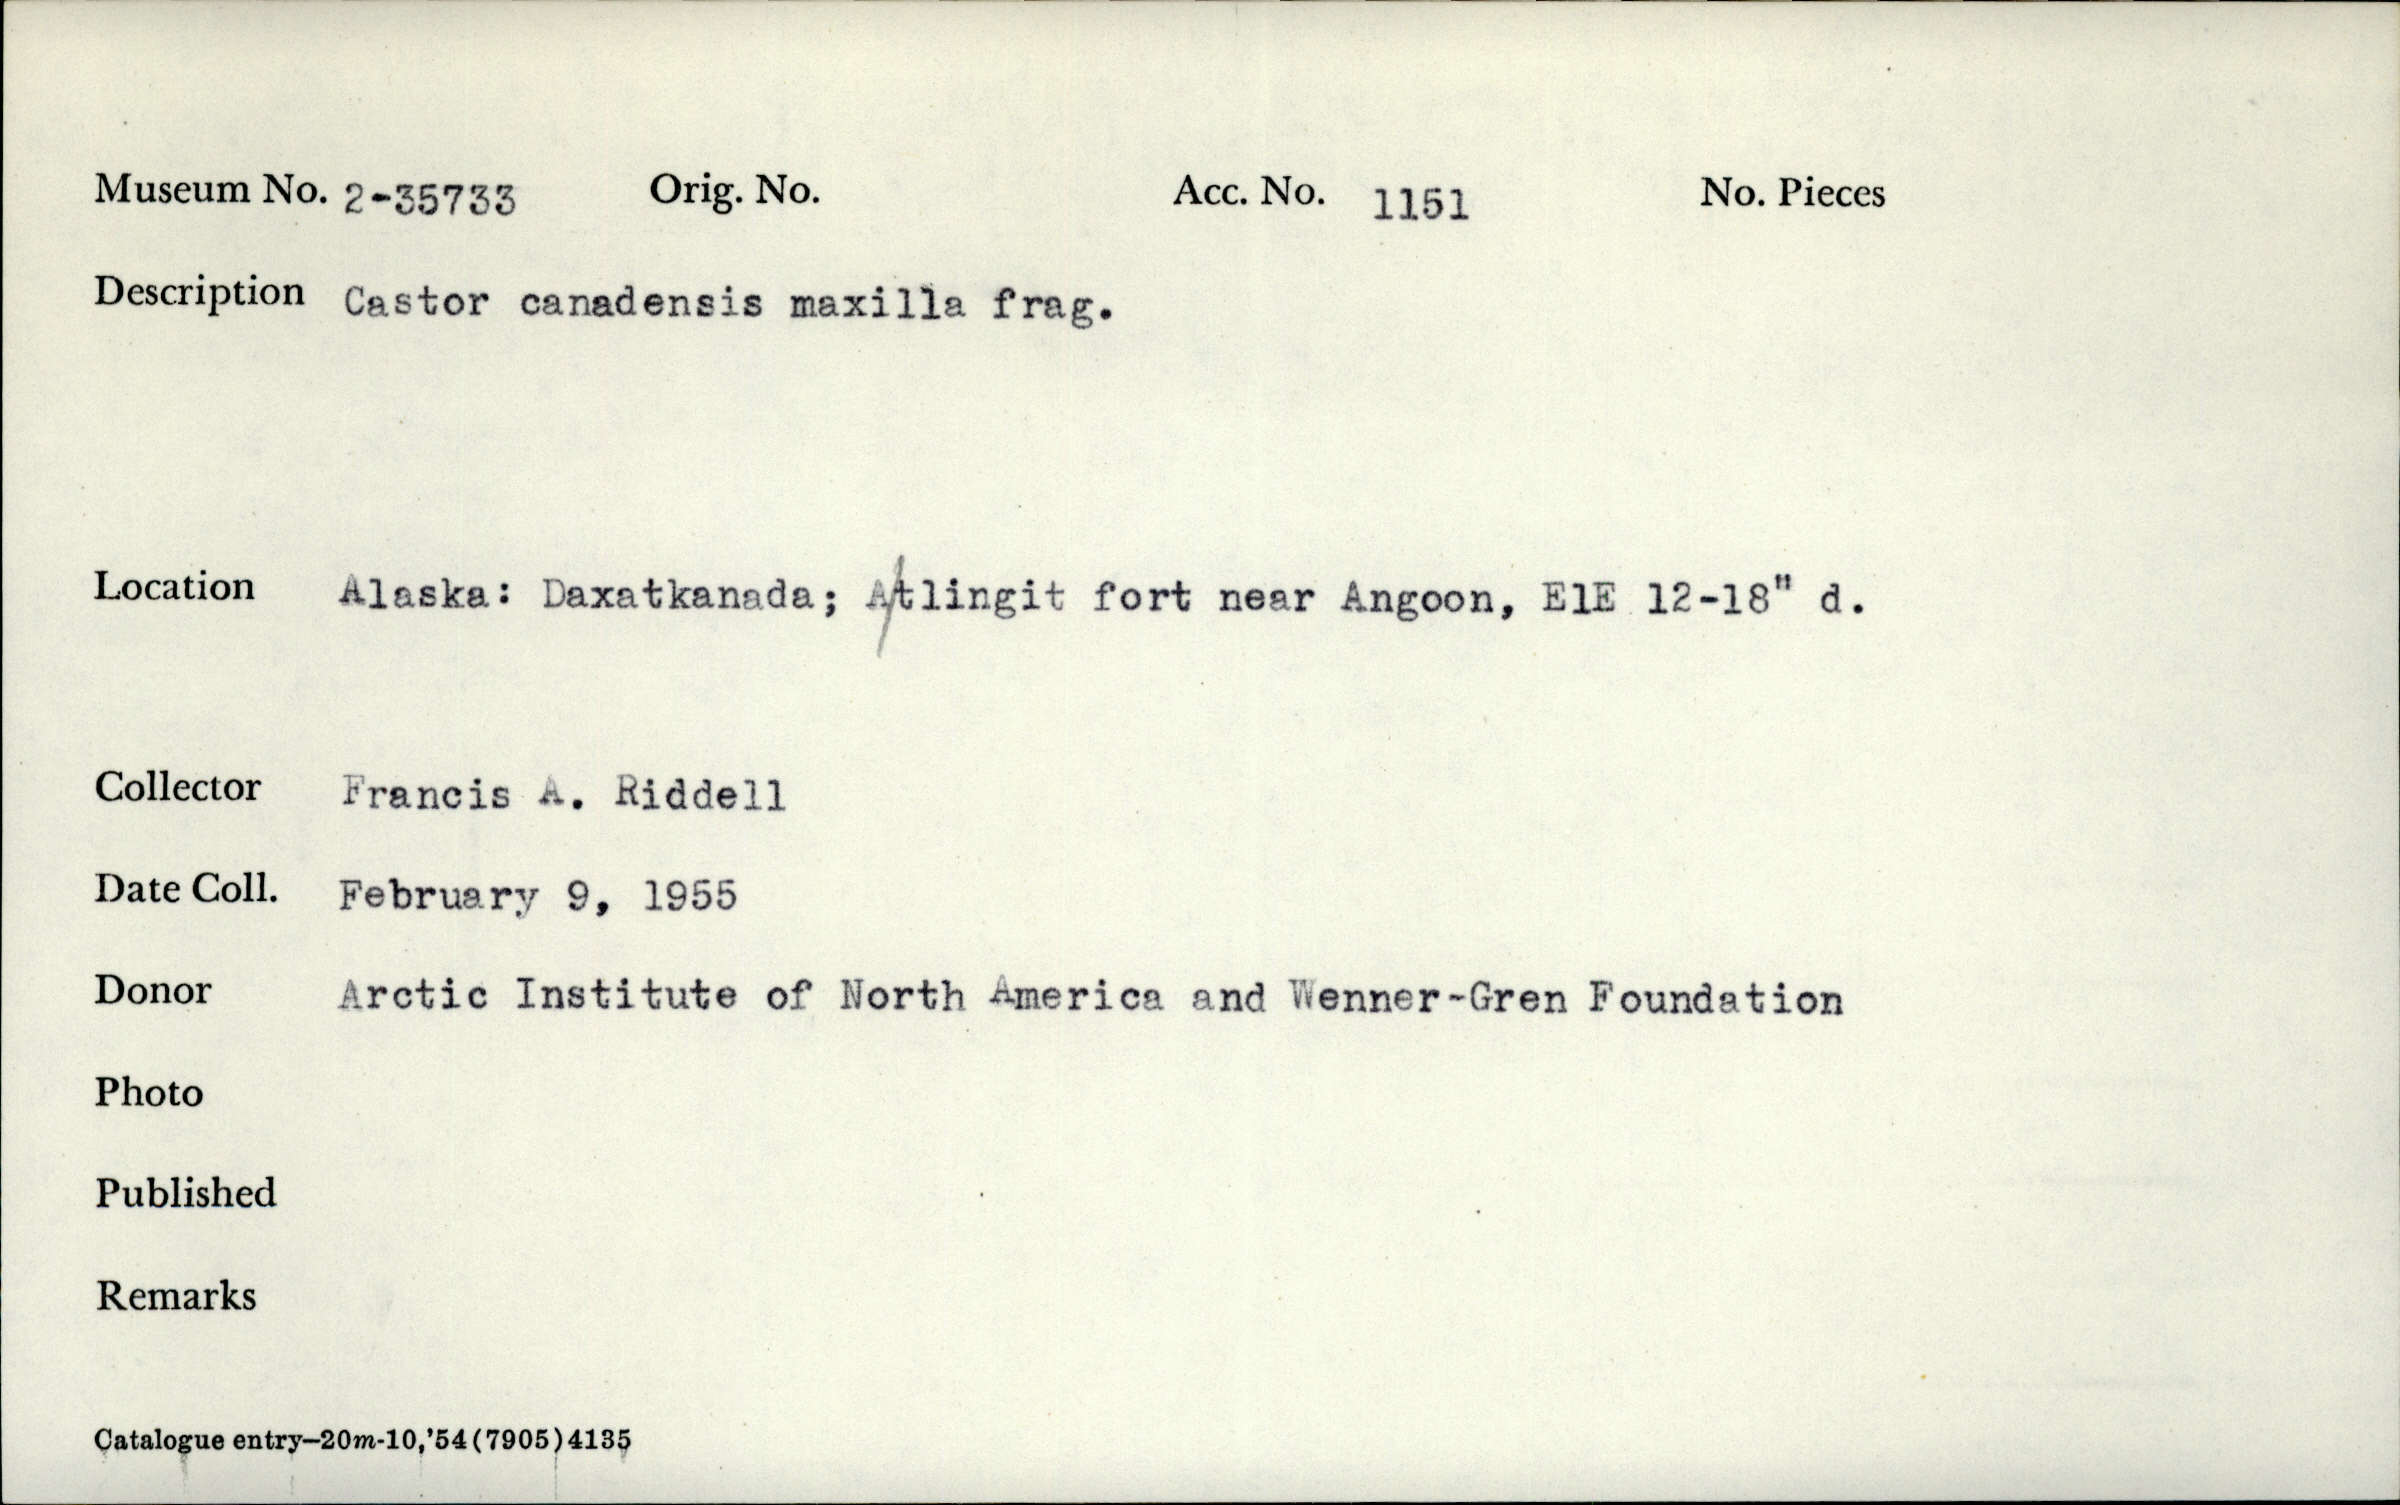 Museum No. 2-35733 Orig. No. Acc. No. 1151 No. Pieces
Description Castor canadensis maxilla frag.
Location Alaska: Daxatkanada; A/tlingit fort near Angoon, E1E 12-18" d.
Collector Francis A. Riddell
Date Coll. February 9, 1955
Donor Arctic Institute of North America and Wenner-Gren Foundation
Photo
Published
Remarks
Catalogue entry—20m-10,'54(7905)4135